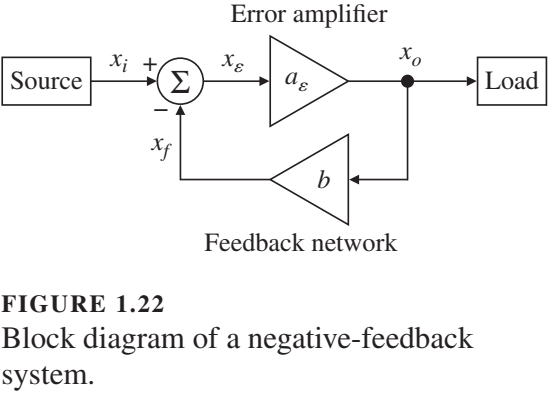 Error amplifier
x_i + x_ε x_o
Source Σ a_ε Load
−
x_f
b
Feedback network
FIGURE 1.22
Block diagram of a negative-feedback
system.